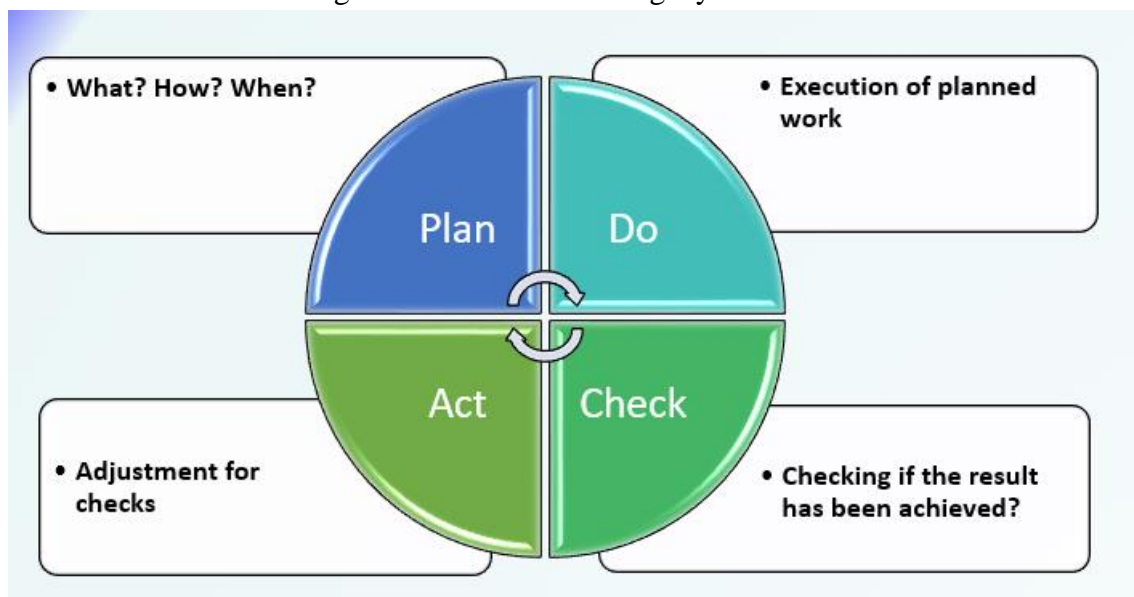 • What? How? When?
• Execution of planned
work
Plan
Do
Act
Check
• Adjustment for
checks
• Checking if the result
has been achieved?